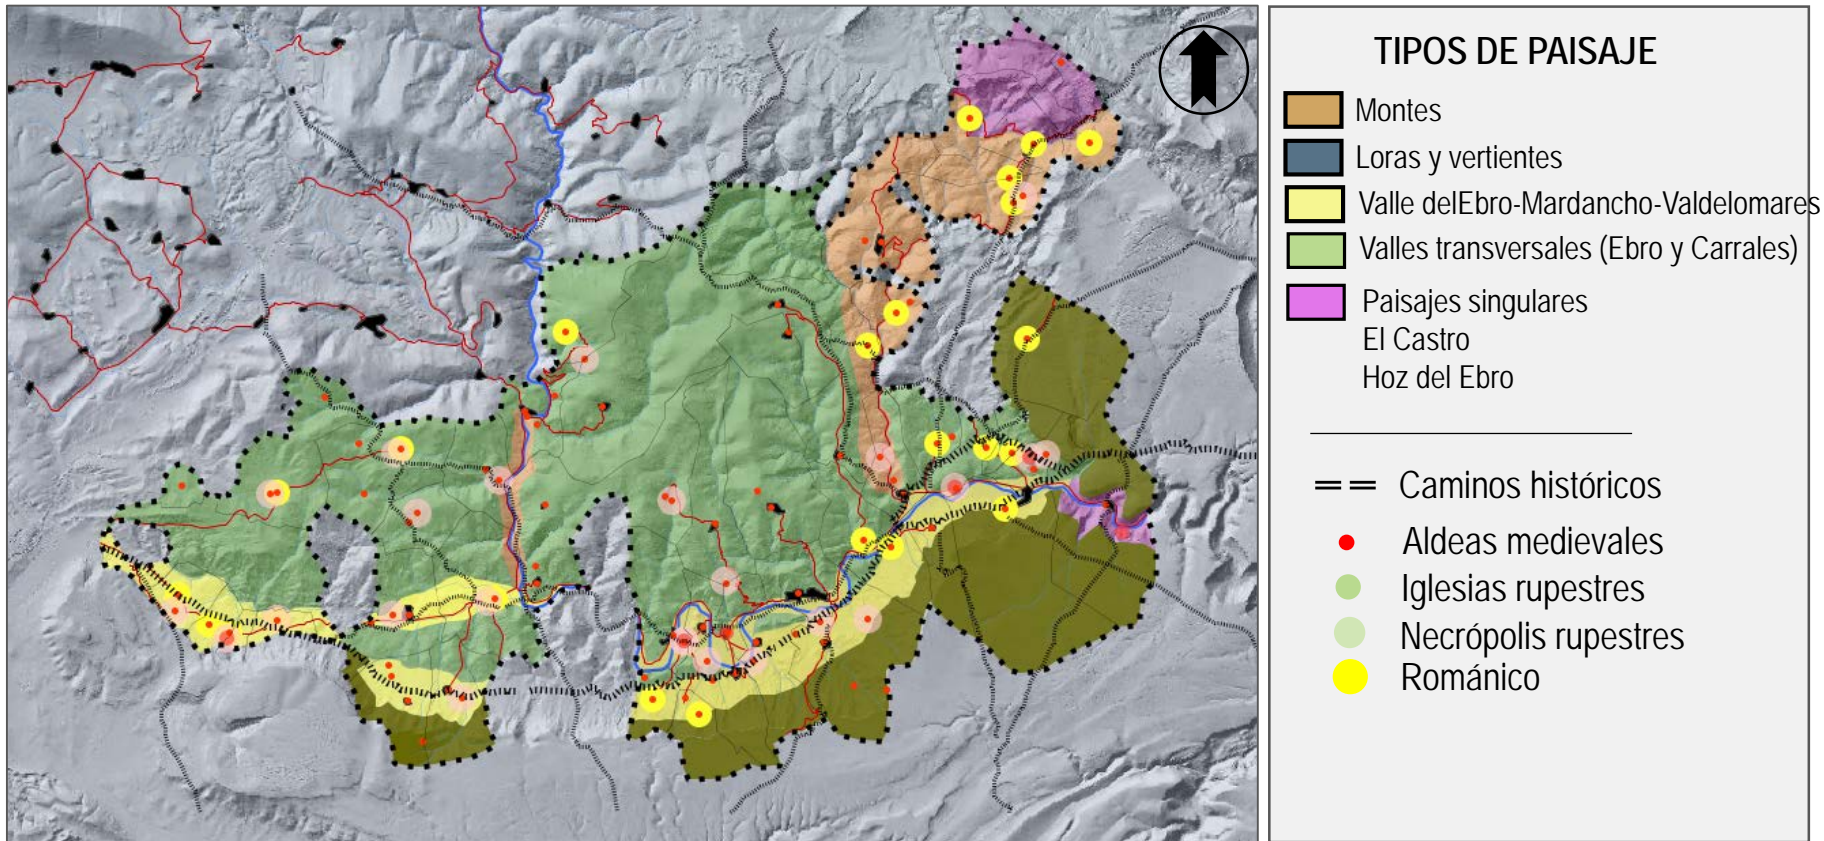 TIPOS DE PAISAJE
Montes
Loras y vertientes
Valle delEbro-Mardancho-Valdelomares
Valles transversales (Ebro y Carrales)
Paisajes singulares
El Castro
Hoz del Ebro
Caminos históricos
Aldeas medievales
Iglesias rupestres
Necrópolis rupestres
Románico